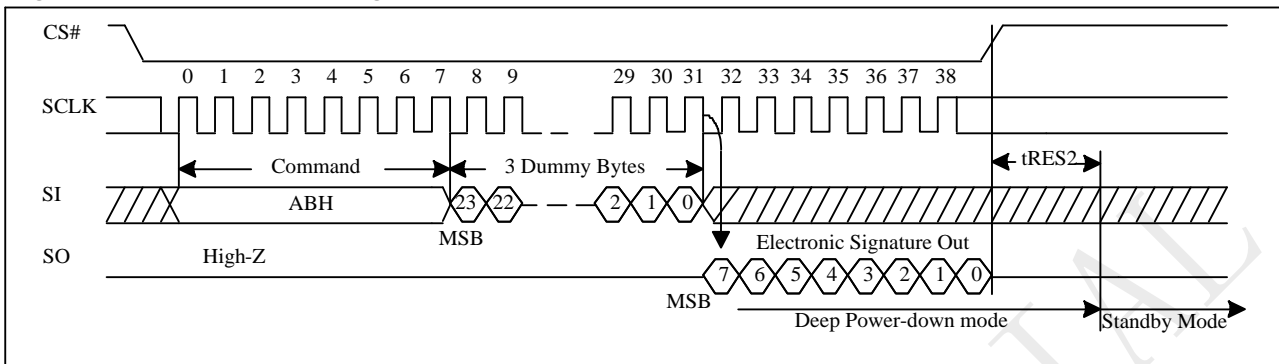 CS#
0 1 2 3 4 5 6 7 8 9 29 30 31 32 33 34 35 36 37 38
SCLK
Command 3 Dummy Bytes tRES2
SI ABH 23 22 2 1 0
MSB
SO High-Z Electronic Signature Out
7 6 5 4 3 2 1 0
MSB
Deep Power-down mode Standby Mode